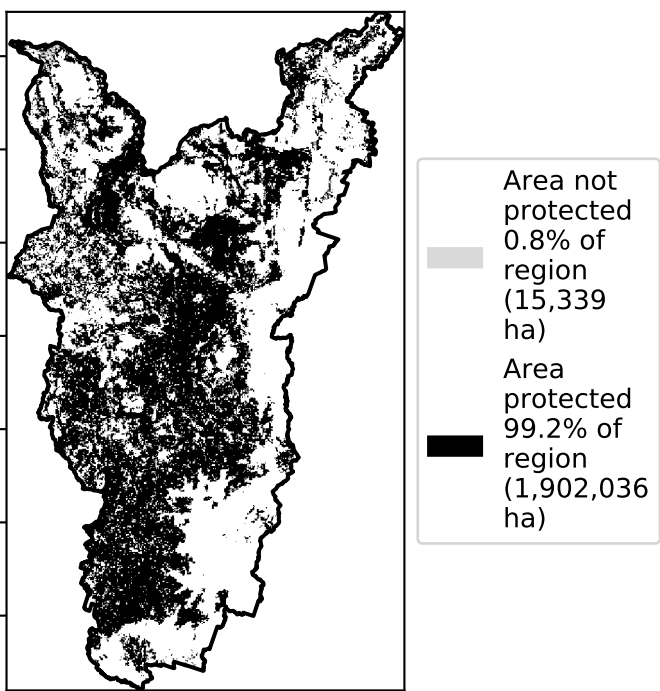 Area not
protected
0.8% of
region
(15,339
ha)
Area
protected
99.2% of
region
(1,902,036
ha)